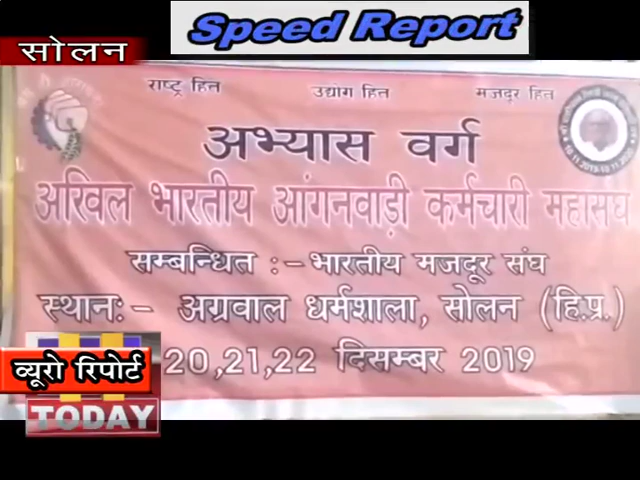 Speed Report
सोलन
राष्ट्र हित उद्योग हित मजदूर हित
अभ्यास वर्ग
अखिल भारतीय आंगनवाड़ी कर्मचारी महासंघ
सम्बन्धित :- भारतीय मजदूर संघ
स्थान:- अग्रवाल धर्मशाला, सोलन (हि.प्र.)
20,21,22 दिसम्बर 2019
व्यूरो रिपोर्ट
TODAY